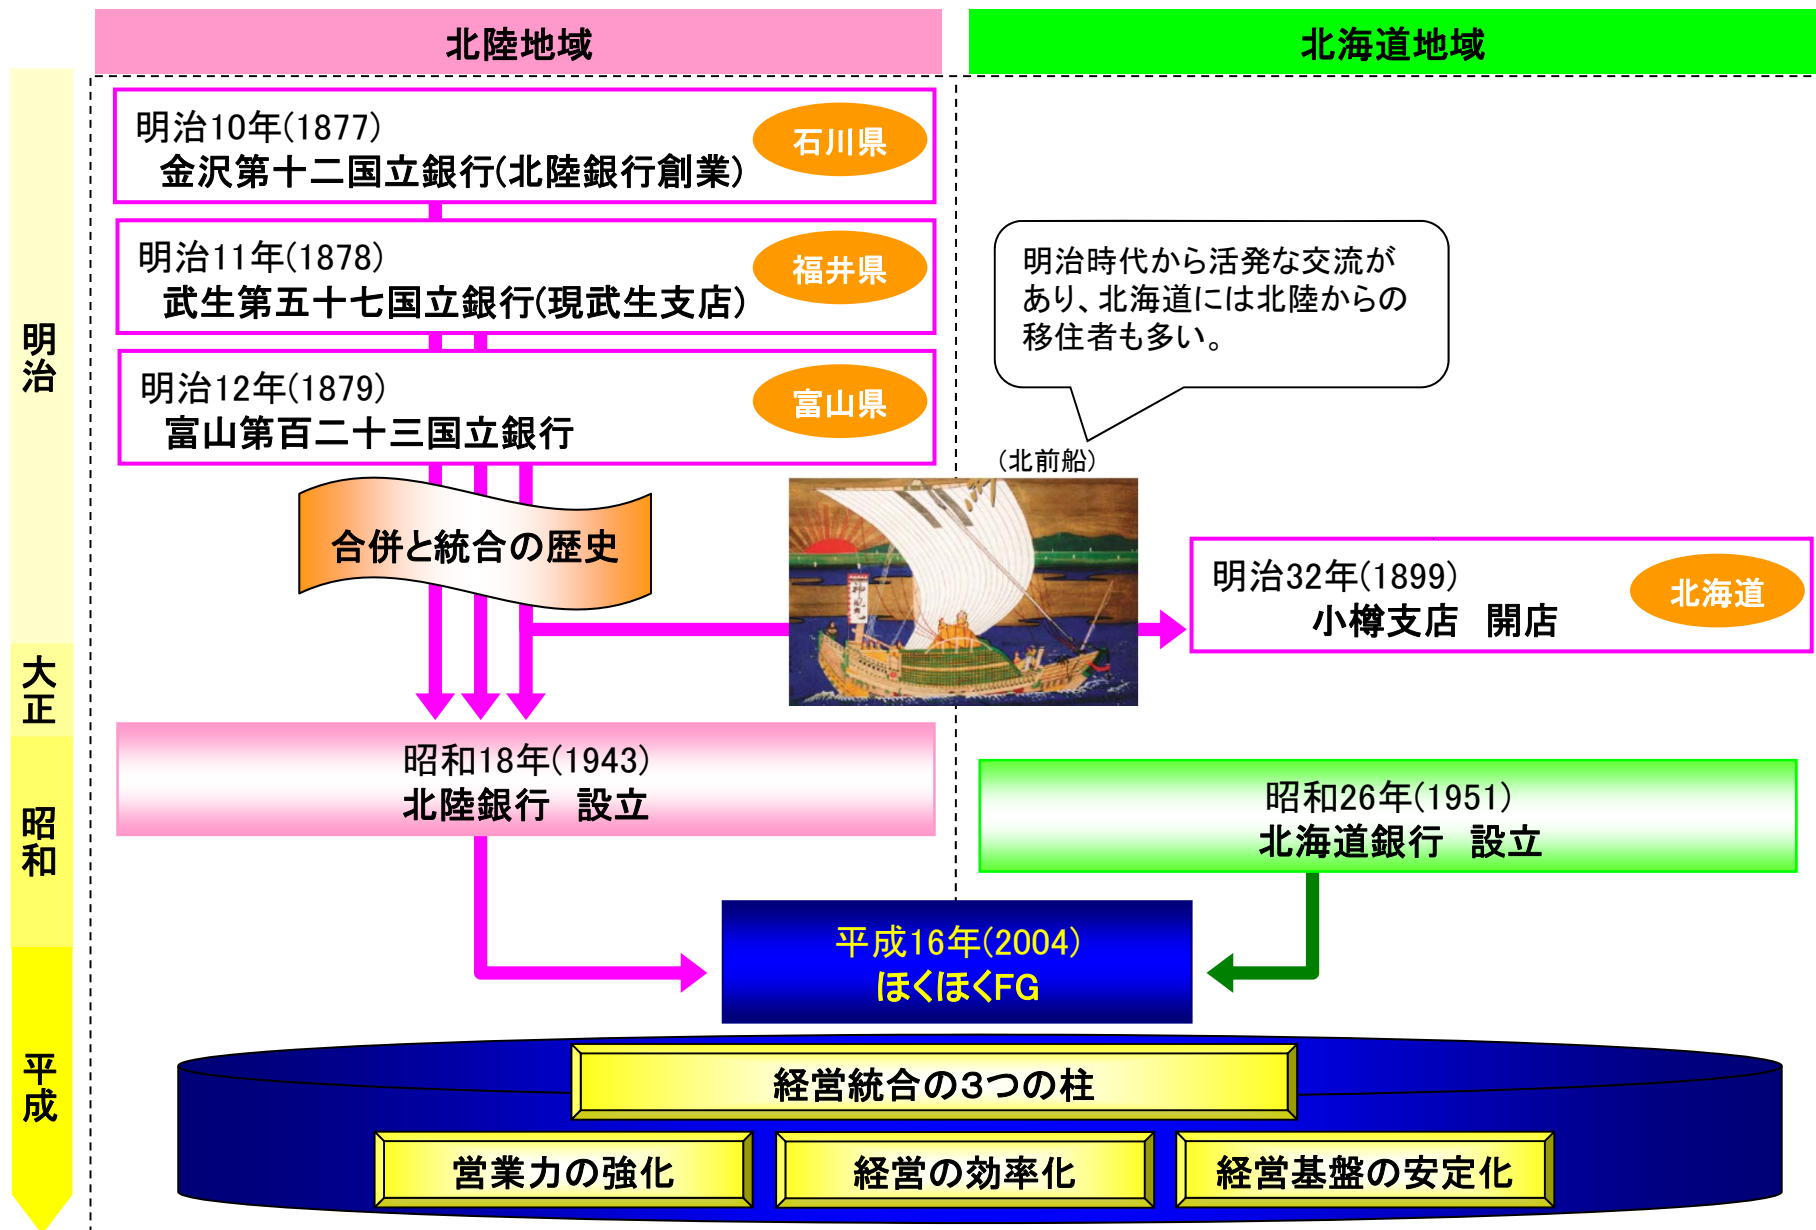 北陸地域
北海道地域
明治
大正
昭和
平成
明治10年(1877)
金沢第十二国立銀行(北陸銀行創業)
石川県
明治11年(1878)
武生第五十七国立銀行(現武生支店)
福井県
明治12年(1879)
富山第百二十三国立銀行
富山県
明治時代から活発な交流が
あり、北海道には北陸からの
移住者も多い。
(北前船)
合併と統合の歴史
明治32年(1899)
小樽支店　開店
北海道
昭和18年(1943)
北陸銀行　設立
昭和26年(1951)
北海道銀行　設立
平成16年(2004)
ほくほくFG
経営統合の3つの柱
営業力の強化
経営の効率化
経営基盤の安定化